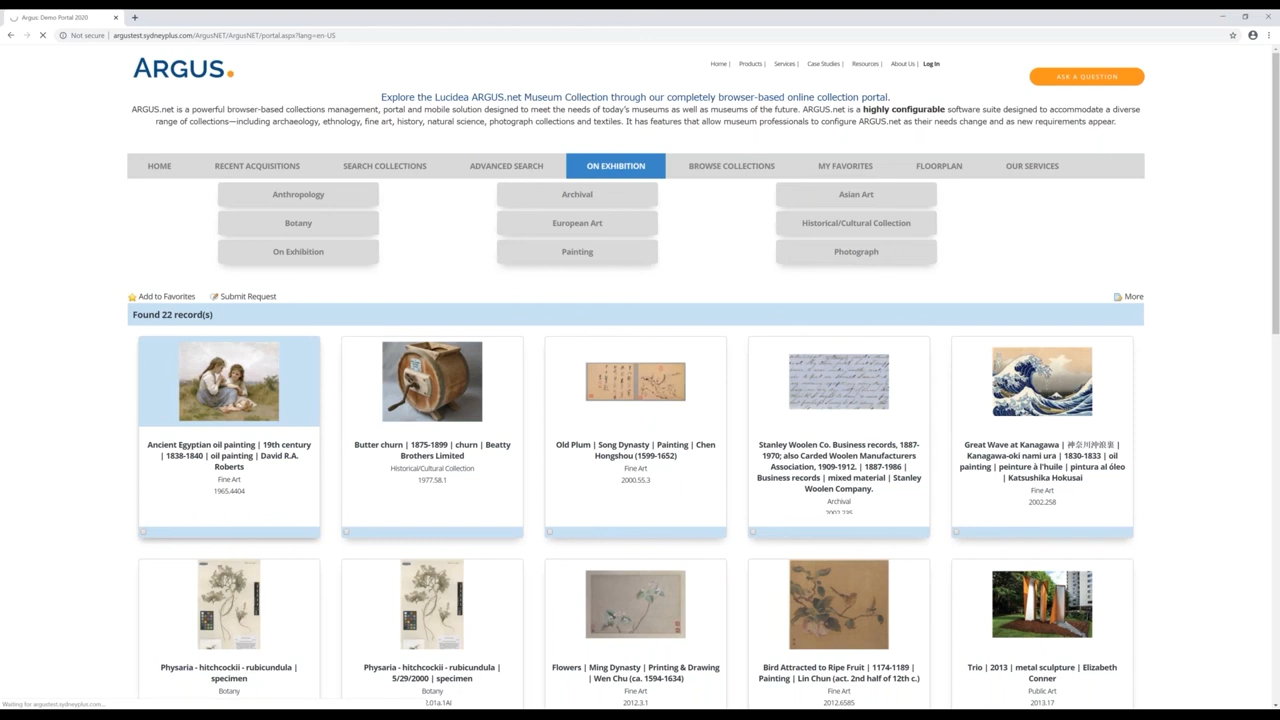 Argus: Demo Portal 2020
Not secure | argustest.sydneyplus.com/ArgusNET/ArgusNET/portal.aspx?lang=en-US
ARGUS.
Home | Products | Services | Case Studies | Resources | About Us | Log In
ASK A QUESTION
Explore the Lucidea ARGUS.net Museum Collection through our completely browser-based online collection portal.
ARGUS.net is a powerful browser-based collections management, portal and mobile solution designed to meet the needs of today's museums as well as museums of the future. ARGUS.net is a highly configurable software suite designed to accommodate a diverse
range of collections—including archaeology, ethnology, fine art, history, natural science, photograph collections and textiles. It has features that allow museum professionals to configure ARGUS.net as their needs change and as new requirements appear.
HOME RECENT ACQUISITIONS SEARCH COLLECTIONS ADVANCED SEARCH ON EXHIBITION BROWSE COLLECTIONS MY FAVORITES FLOORPLAN OUR SERVICES
Anthropology Archival Asian Art
Botany European Art Historical/Cultural Collection
On Exhibition Painting Photograph
Add to Favorites Submit Request More
Found 22 record(s)
Ancient Egyptian oil painting | 19th century
| 1838-1840 | oil painting | David R.A.
Roberts
Fine Art
1965.4404
Butter churn | 1875-1899 | churn | Beatty
Brothers Limited
Historical/Cultural Collection
1977.58.1
Old Plum | Song Dynasty | Painting | Chen
Hongshou (1599-1652)
Fine Art
2000.55.3
Stanley Woolen Co. Business records, 1887-
1970; also Carded Woolen Manufacturers
Association, 1909-1912. | 1887-1986 |
Business records | mixed material | Stanley
Woolen Company.
Archival
2002.235
Great Wave at Kanagawa | 神奈川沖浪裏 |
Kanagawa-oki nami ura | 1830-1833 | oil
painting | peinture à l'huile | pintura al óleo
| Katsushika Hokusai
Fine Art
2002.258
Physaria - hitchcockii - rubicundula |
specimen
Botany
Physaria - hitchcockii - rubicundula |
5/29/2000 | specimen
Botany
Flowers | Ming Dynasty | Printing & Drawing
| Wen Chu (ca. 1594-1634)
Fine Art
2012.3.1
Bird Attracted to Ripe Fruit | 1174-1189 |
Painting | Lin Chun (act. 2nd half of 12th c.)
Fine Art
2012.6585
Trio | 2013 | metal sculpture | Elizabeth
Conner
Public Art
2013.17
Waiting for argustest.sydneyplus.com...